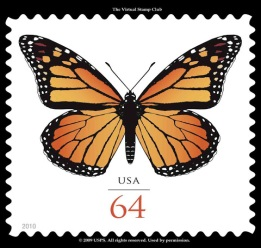 The Virtual Stamp Club
USA
64
2010
© 2009 USPS. All rights reserved. Used by permission.